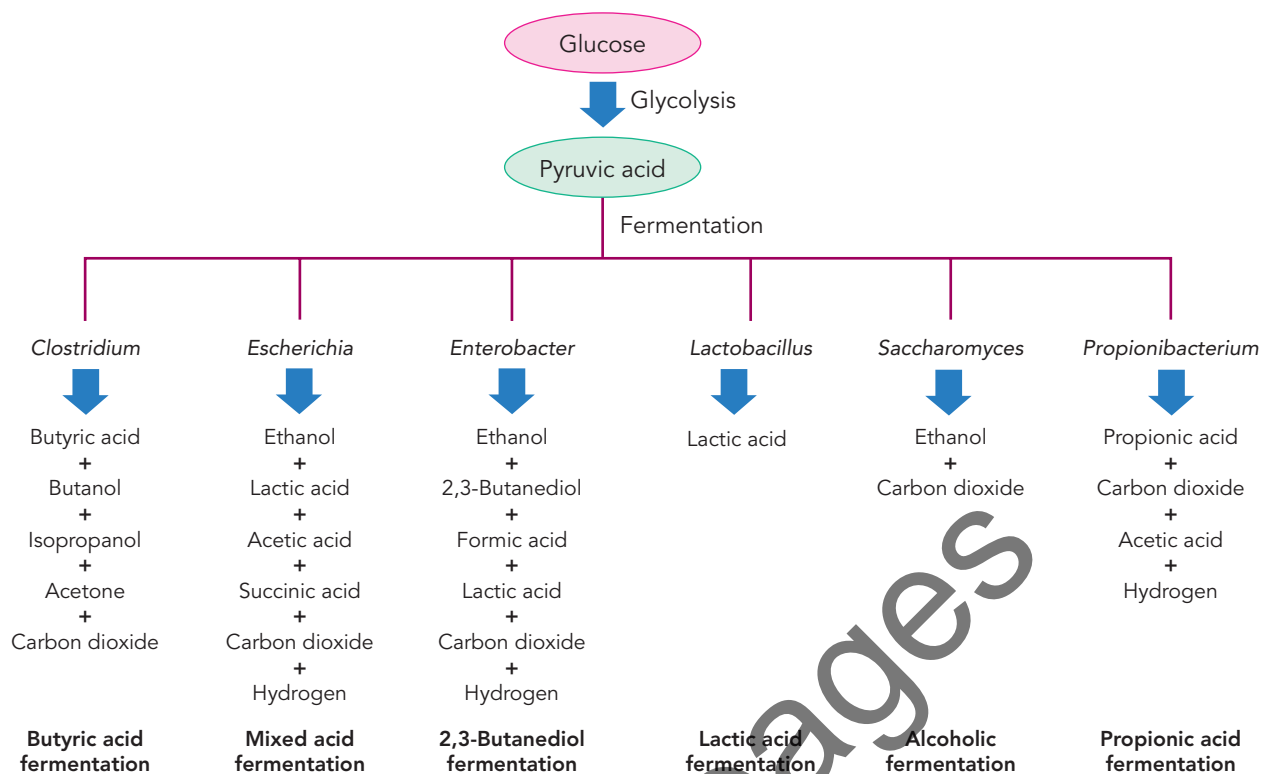 Glucose
Glycolysis
Pyruvic acid
Fermentation
Clostridium
Escherichia
Enterobacter
Lactobacillus
Saccharomyces
Propionibacterium
Butyric acid
+
Butanol
+
Isopropanol
+
Acetone
+
Carbon dioxide
Butyric acid
fermentation
Ethanol
+
Lactic acid
+
Acetic acid
+
Succinic acid
+
Carbon dioxide
+
Hydrogen
Mixed acid
fermentation
Ethanol
+
2,3-Butanediol
+
Formic acid
+
Lactic acid
+
Carbon dioxide
+
Hydrogen
2,3-Butanediol
fermentation
Lactic acid
Lactic acid
fermentation
Ethanol
+
Carbon dioxide
Alcoholic
fermentation
Propionic acid
+
Carbon dioxide
+
Acetic acid
+
Hydrogen
Propionic acid
fermentation
ages